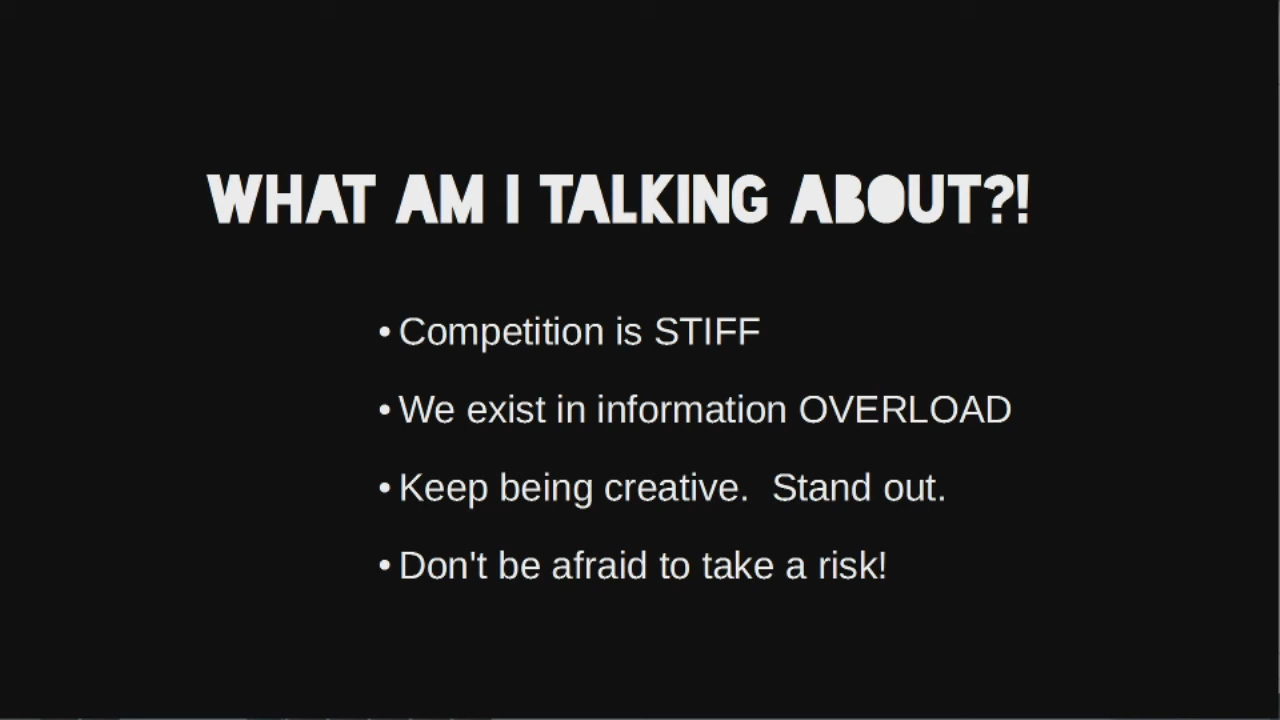 WHAT AM I TALKING ABOUT?!
• Competition is STIFF
• We exist in information OVERLOAD
• Keep being creative.  Stand out.
• Don't be afraid to take a risk!